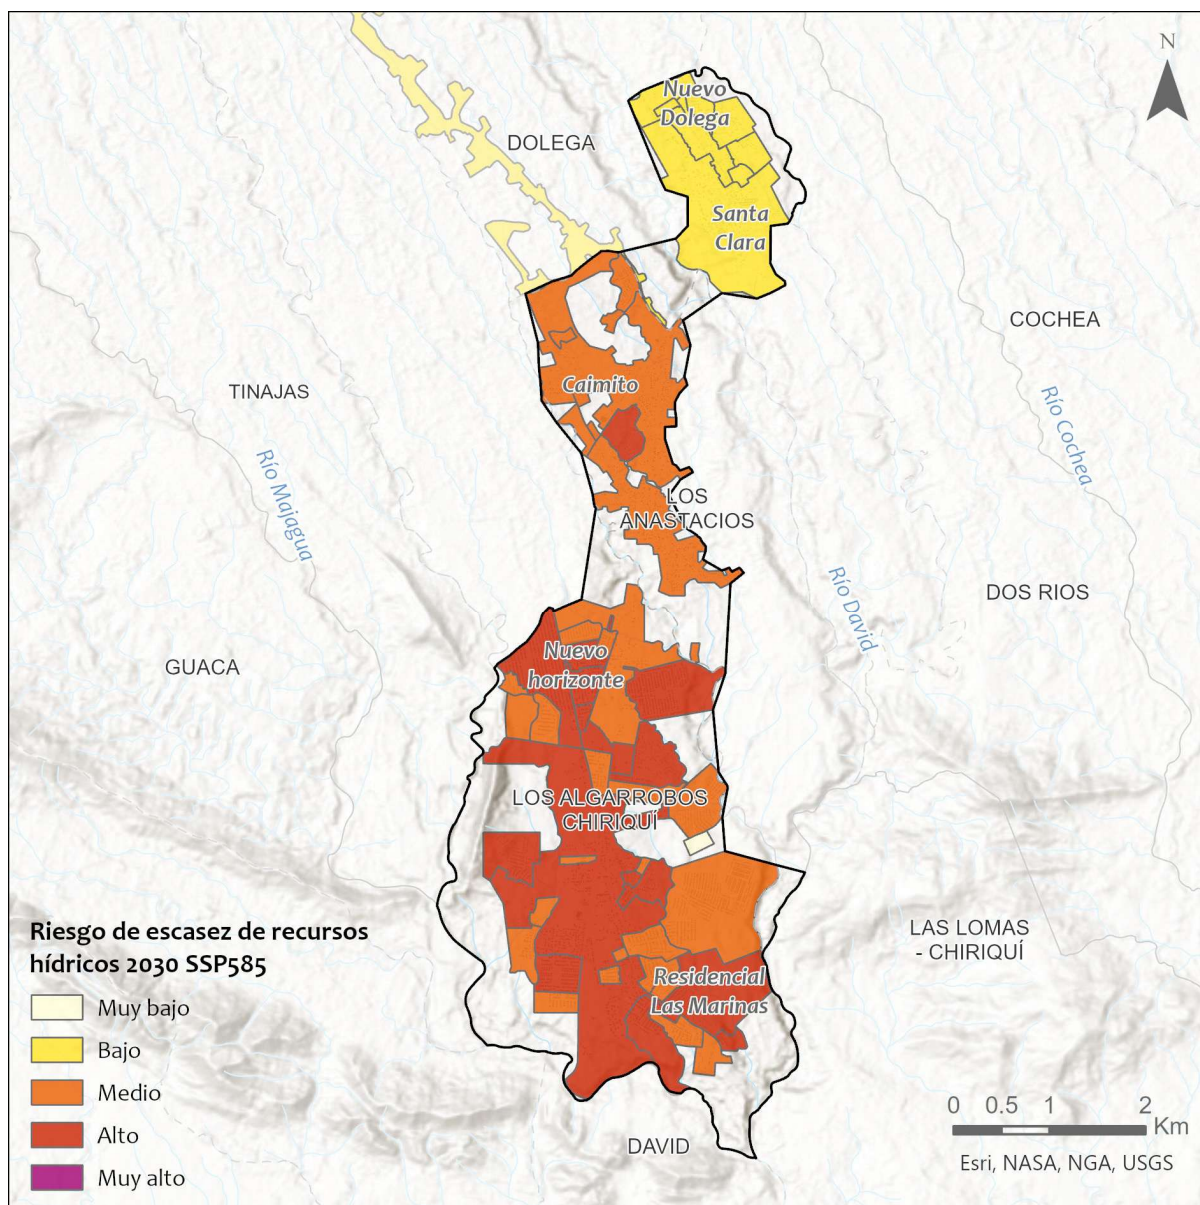 N
Nuevo
Dolega
DOLEGA
Santa
Clara
COCHEA
Caimito
TINAJAS
Río Cochea
Río Majagua
LOS
ANASTACIOS
Río David
DOS RIOS
Nuevo
horizonte
GUACA
LOS ALGARROBOS
CHIRIQUÍ
LAS LOMAS
- CHIRIQUÍ
Residencial
Las Marinas
DAVID
Riesgo de escasez de recursos
hídricos 2030 SSP585
Muy bajo
Bajo
Medio
Alto
Muy alto
0 0.5 1 2
Km
Esri, NASA, NGA, USGS